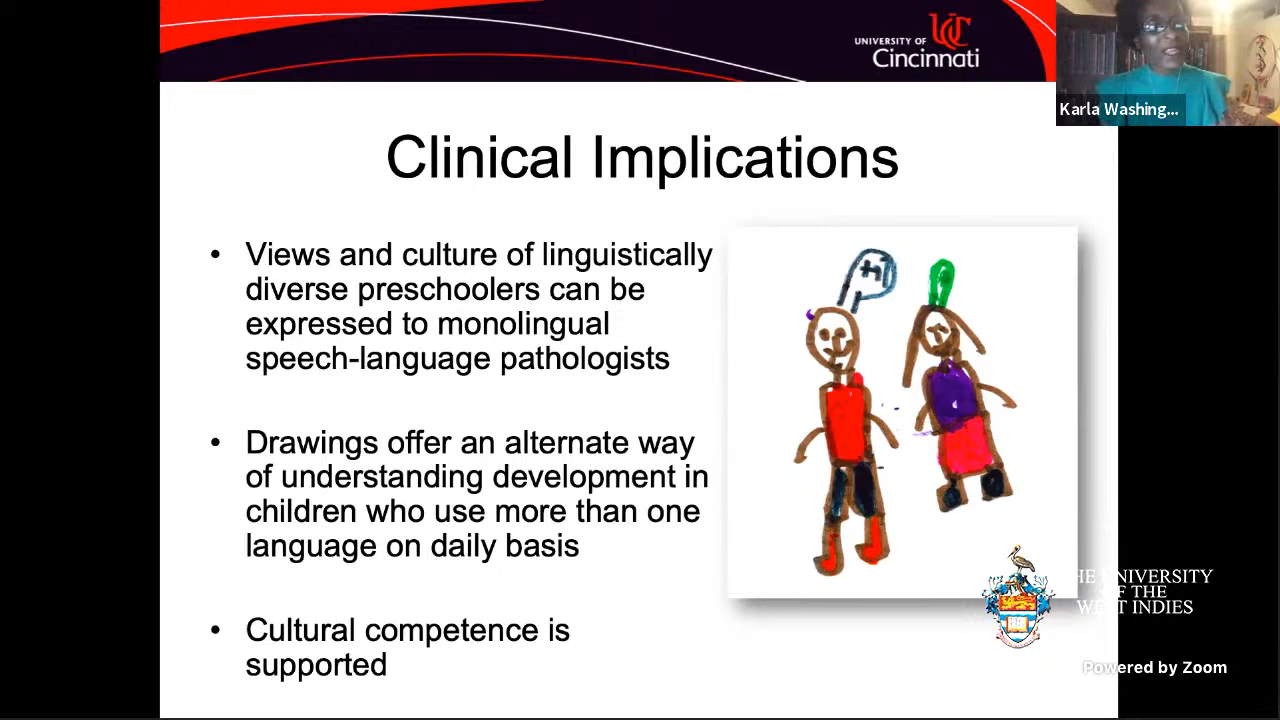 UNIVERSITY OF
Cincinnati
Karla Washing...
Clinical Implications
• Views and culture of linguistically
diverse preschoolers can be
expressed to monolingual
speech-language pathologists
• Drawings offer an alternate way
of understanding development in
children who use more than one
language on daily basis
• Cultural competence is
supported
THE UNIVERSITY
OF THE
WEST INDIES
Powered by Zoom